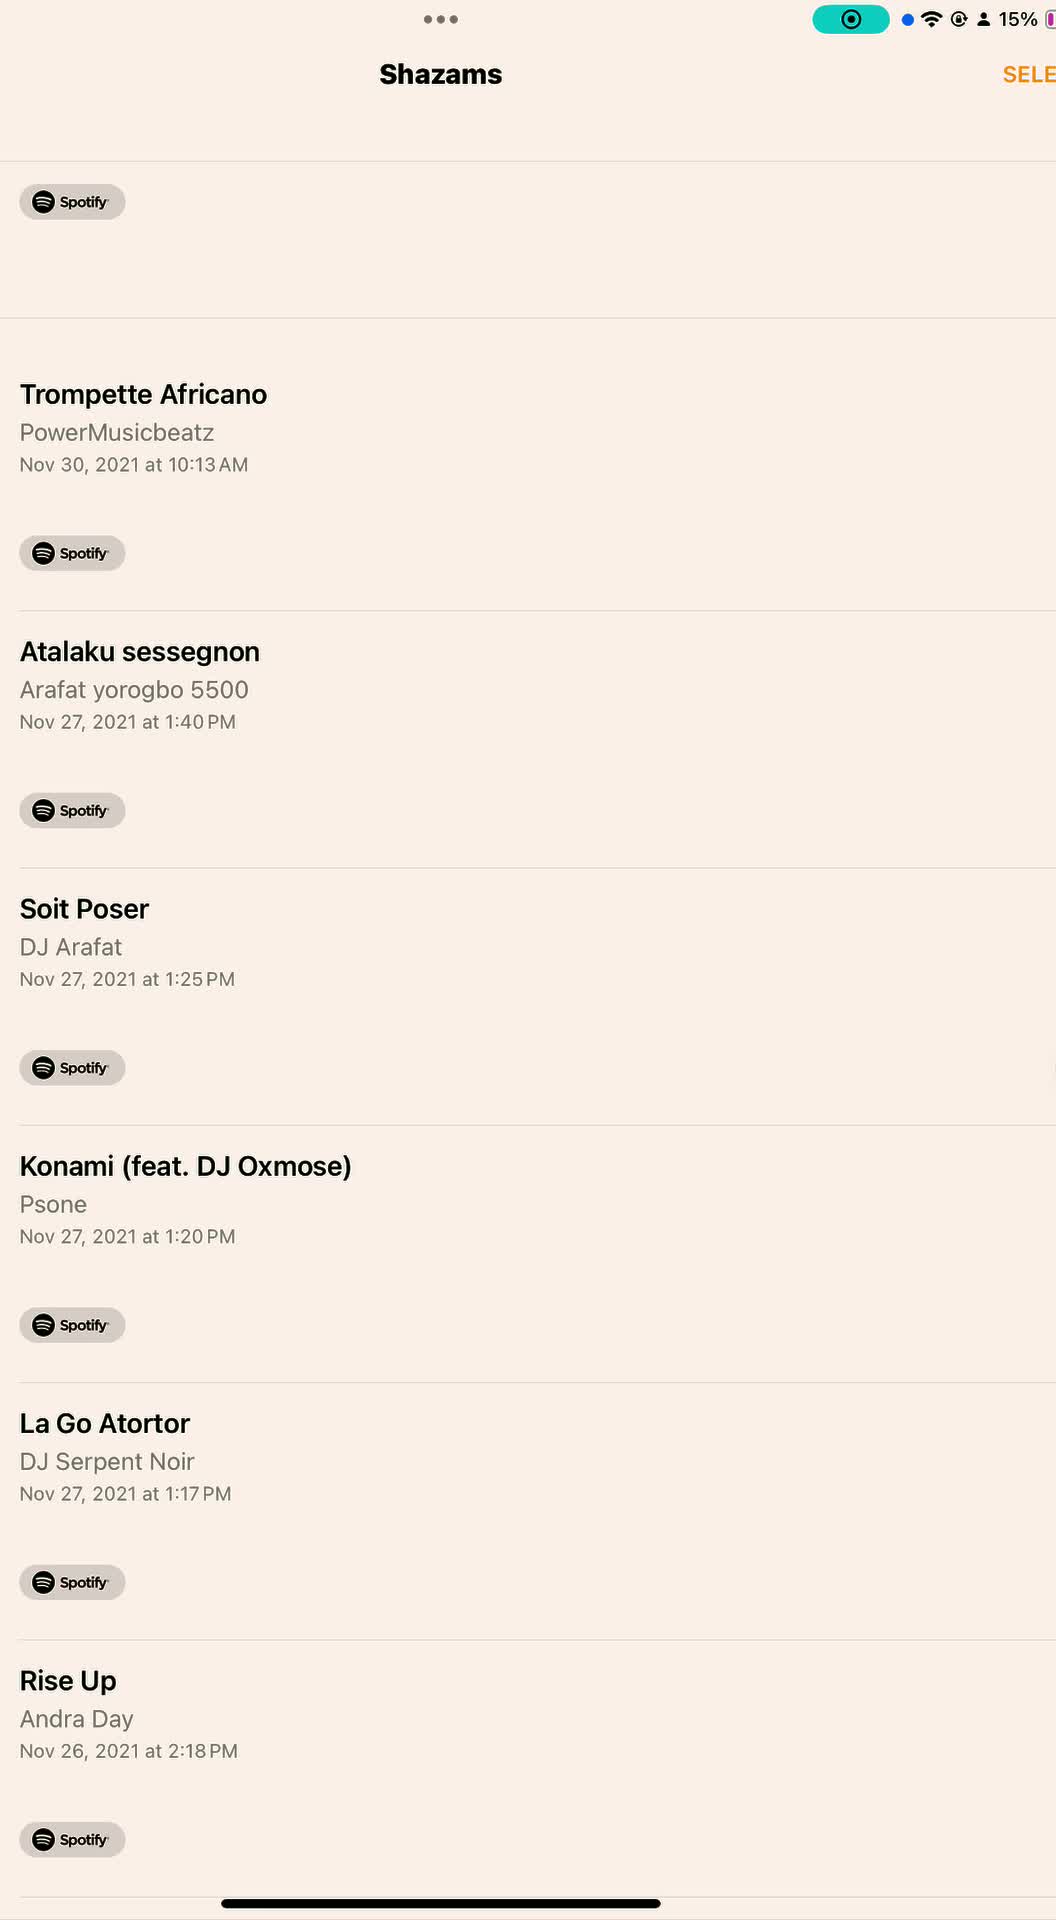 15%
Shazams
SELE
Spotify
Trompette Africano
PowerMusicbeatz
Nov 30, 2021 at 10:13 AM
Spotify
Atalaku sessegnon
Arafat yorogbo 5500
Nov 27, 2021 at 1:40 PM
Spotify
Soit Poser
DJ Arafat
Nov 27, 2021 at 1:25 PM
Spotify
Konami (feat. DJ Oxmose)
Psone
Nov 27, 2021 at 1:20 PM
Spotify
La Go Atortor
DJ Serpent Noir
Nov 27, 2021 at 1:17 PM
Spotify
Rise Up
Andra Day
Nov 26, 2021 at 2:18 PM
Spotify